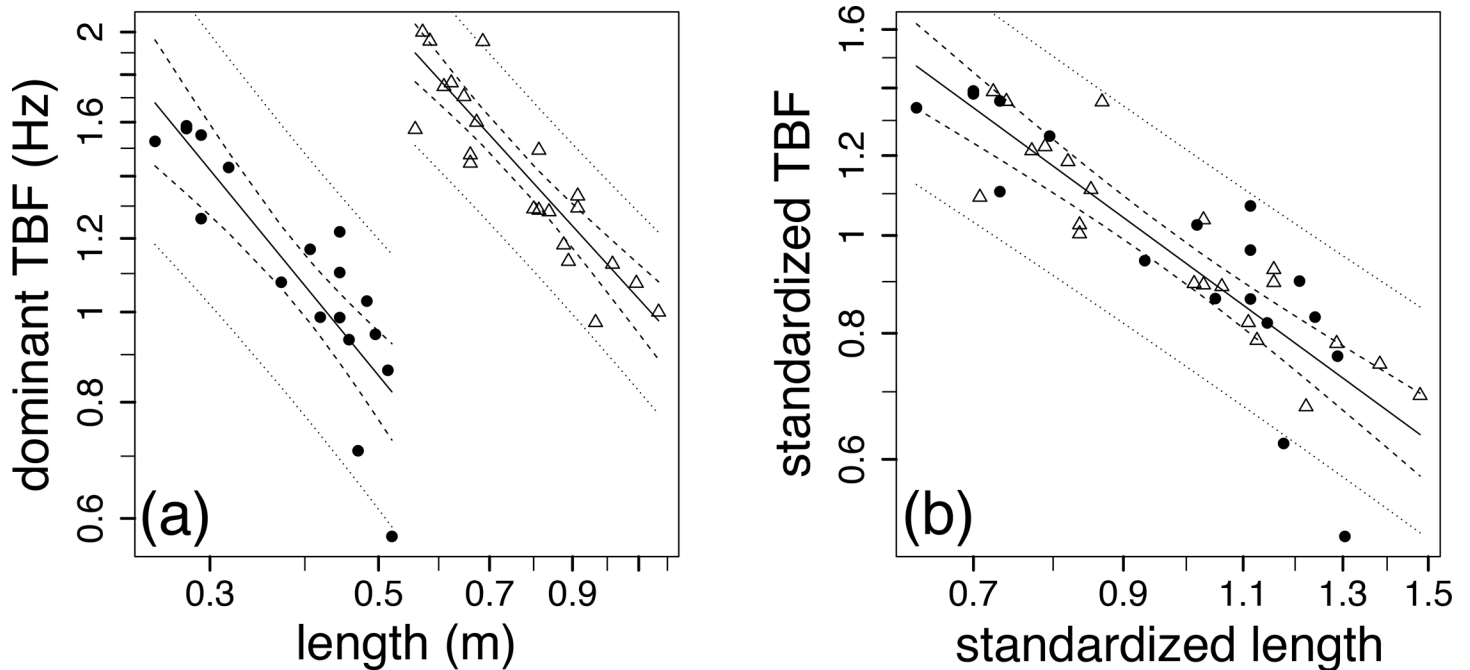 dominant TBF (Hz)
2
1.6
1.2
1
0.8
0.6
(a)
0.3 0.5 0.7 0.9
length (m)
standardized TBF
1.6
1.2
1
0.8
0.6
(b)
0.7 0.9 1.1 1.3 1.5
standardized length